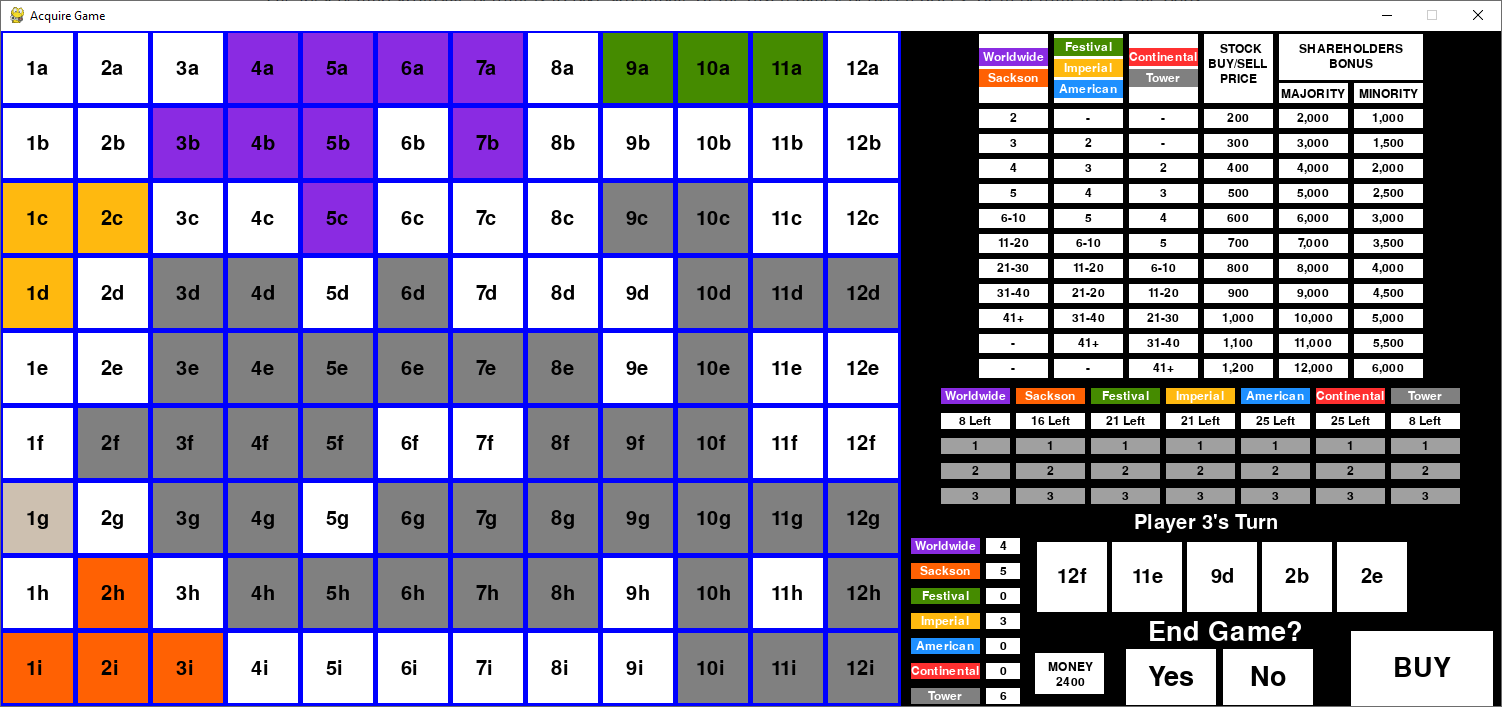 Acquire Game
1a 2a 3a 4a 5a 6a 7a 8a 9a 10a 11a 12a
1b 2b 3b 4b 5b 6b 7b 8b 9b 10b 11b 12b
1c 2c 3c 4c 5c 6c 7c 8c 9c 10c 11c 12c
1d 2d 3d 4d 5d 6d 7d 8d 9d 10d 11d 12d
1e 2e 3e 4e 5e 6e 7e 8e 9e 10e 11e 12e
1f 2f 3f 4f 5f 6f 7f 8f 9f 10f 11f 12f
1g 2g 3g 4g 5g 6g 7g 8g 9g 10g 11g 12g
1h 2h 3h 4h 5h 6h 7h 8h 9h 10h 11h 12h
1i 2i 3i 4i 5i 6i 7i 8i 9i 10i 11i 12i
Worldwide
Sackson
Festival
Imperial
American
Continental
Tower
STOCK
BUY/SELL
PRICE
SHAREHOLDERS
BONUS
MAJORITY MINORITY
2 - - 200 2,000 1,000
3 2 - 300 3,000 1,500
4 3 2 400 4,000 2,000
5 4 3 500 5,000 2,500
6-10 5 4 600 6,000 3,000
11-20 6-10 5 700 7,000 3,500
21-30 11-20 6-10 800 8,000 4,000
31-40 21-20 11-20 900 9,000 4,500
41+ 31-40 21-30 1,000 10,000 5,000
- 41+ 31-40 1,100 11,000 5,500
- - 41+ 1,200 12,000 6,000
Worldwide Sackson Festival Imperial American Continental Tower
8 Left 16 Left 21 Left 21 Left 25 Left 25 Left 8 Left
1 1 1 1 1 1 1
2 2 2 2 2 2 2
3 3 3 3 3 3 3
Player 3's Turn
Worldwide 4
Sackson 5
Festival 0
Imperial 3
American 0
Continental 0
Tower 6
12f 11e 9d 2b 2e
End Game?
MONEY
2400
Yes No
BUY